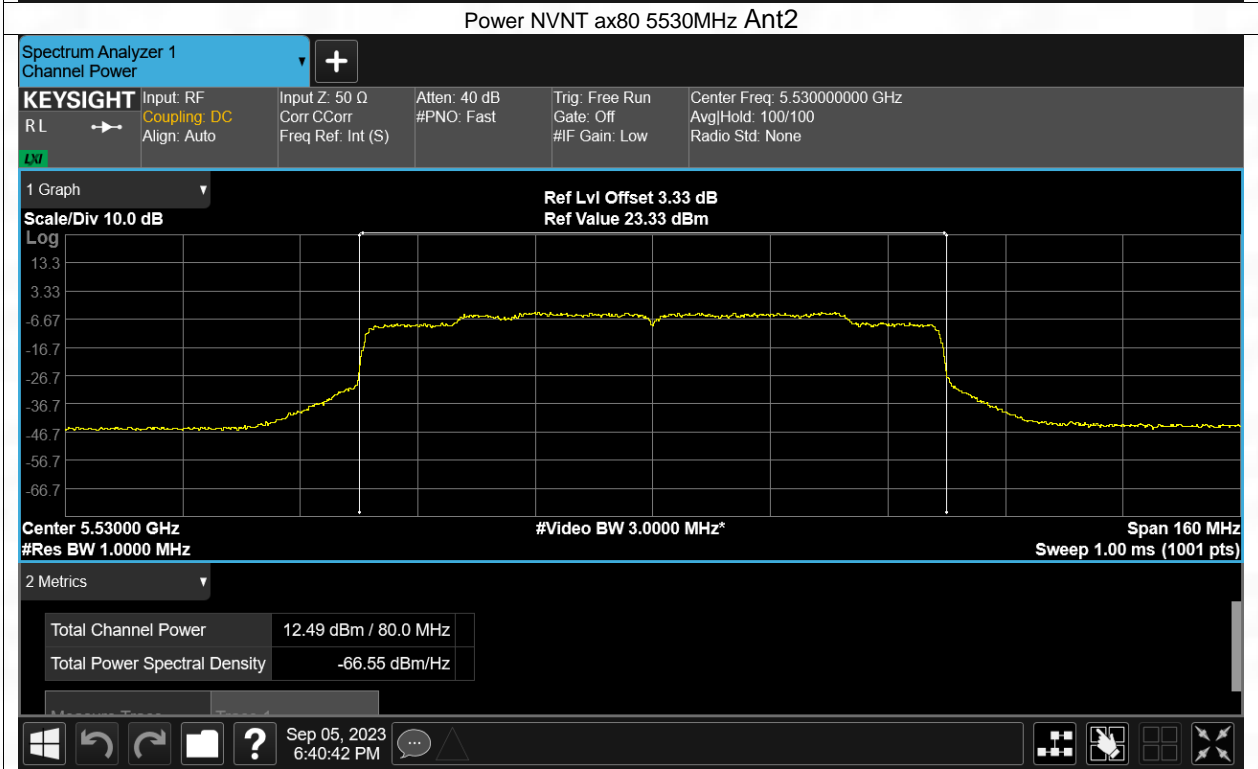 Power NVNT ax80 5530MHz Ant2
Spectrum Analyzer 1
Channel Power
KEYSIGHT
R L
LXI
Input: RF
Coupling: DC
Align: Auto
Input Z: 50 Ω
Corr CCorr
Freq Ref: Int (S)
Atten: 40 dB
#PNO: Fast
Trig: Free Run
Gate: Off
#IF Gain: Low
Center Freq: 5.530000000 GHz
Avg|Hold: 100/100
Radio Std: None
1 Graph
Scale/Div 10.0 dB
Ref Lvl Offset 3.33 dB
Ref Value 23.33 dBm
Log
13.3
3.33
-6.67
-16.7
-26.7
-36.7
-46.7
-56.7
-66.7
Center 5.53000 GHz
#Res BW 1.0000 MHz
#Video BW 3.0000 MHz*
Span 160 MHz
Sweep 1.00 ms (1001 pts)
2 Metrics
Total Channel Power 12.49 dBm / 80.0 MHz
Total Power Spectral Density -66.55 dBm/Hz
Sep 05, 2023
6:40:42 PM